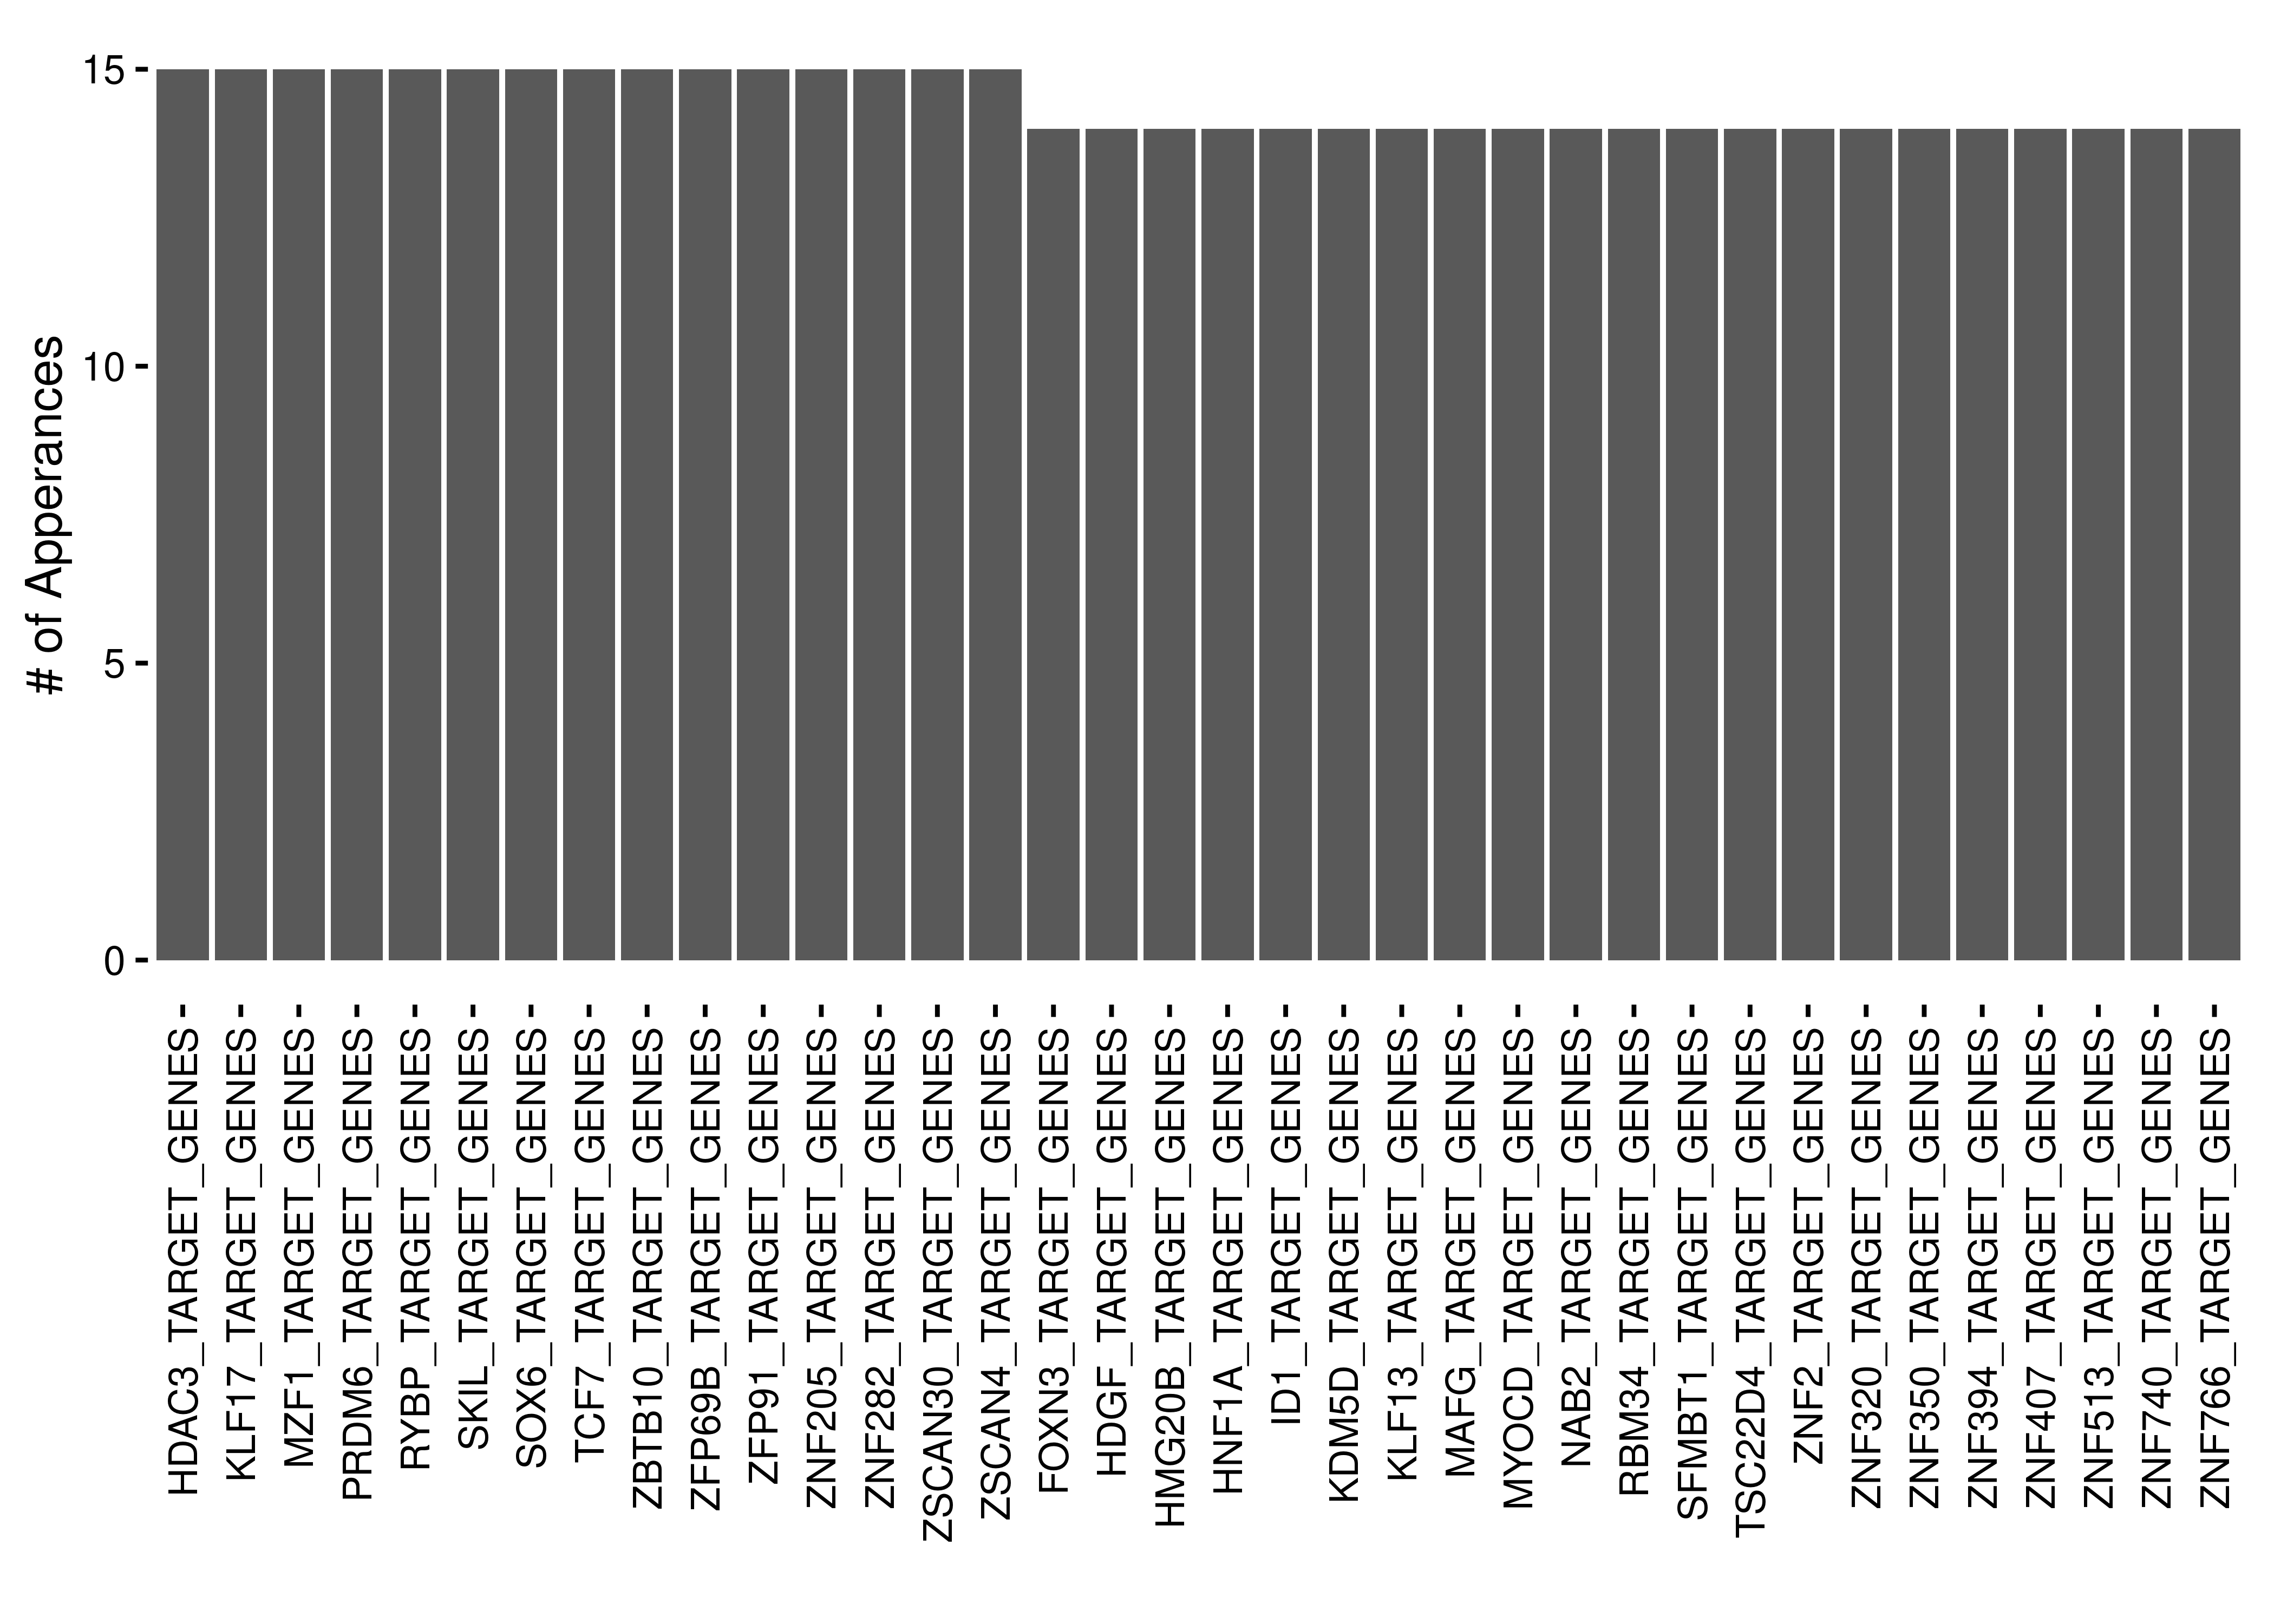 # of Apperances
15
10
5
0
HDAC3_TARGET_GENES
KLF17_TARGET_GENES
MZF1_TARGET_GENES
PRDM6_TARGET_GENES
RYBP_TARGET_GENES
SKIL_TARGET_GENES
SOX6_TARGET_GENES
TCF7_TARGET_GENES
ZBTB10_TARGET_GENES
ZFP69B_TARGET_GENES
ZFP91_TARGET_GENES
ZNF205_TARGET_GENES
ZNF282_TARGET_GENES
ZSCAN30_TARGET_GENES
ZSCAN4_TARGET_GENES
FOXN3_TARGET_GENES
HDGF_TARGET_GENES
HMG20B_TARGET_GENES
HNF1A_TARGET_GENES
ID1_TARGET_GENES
KDM5D_TARGET_GENES
KLF13_TARGET_GENES
MAFG_TARGET_GENES
MYOCD_TARGET_GENES
NAB2_TARGET_GENES
RBM34_TARGET_GENES
SFMBT1_TARGET_GENES
TSC22D4_TARGET_GENES
ZNF2_TARGET_GENES
ZNF320_TARGET_GENES
ZNF350_TARGET_GENES
ZNF394_TARGET_GENES
ZNF407_TARGET_GENES
ZNF513_TARGET_GENES
ZNF740_TARGET_GENES
ZNF766_TARGET_GENES